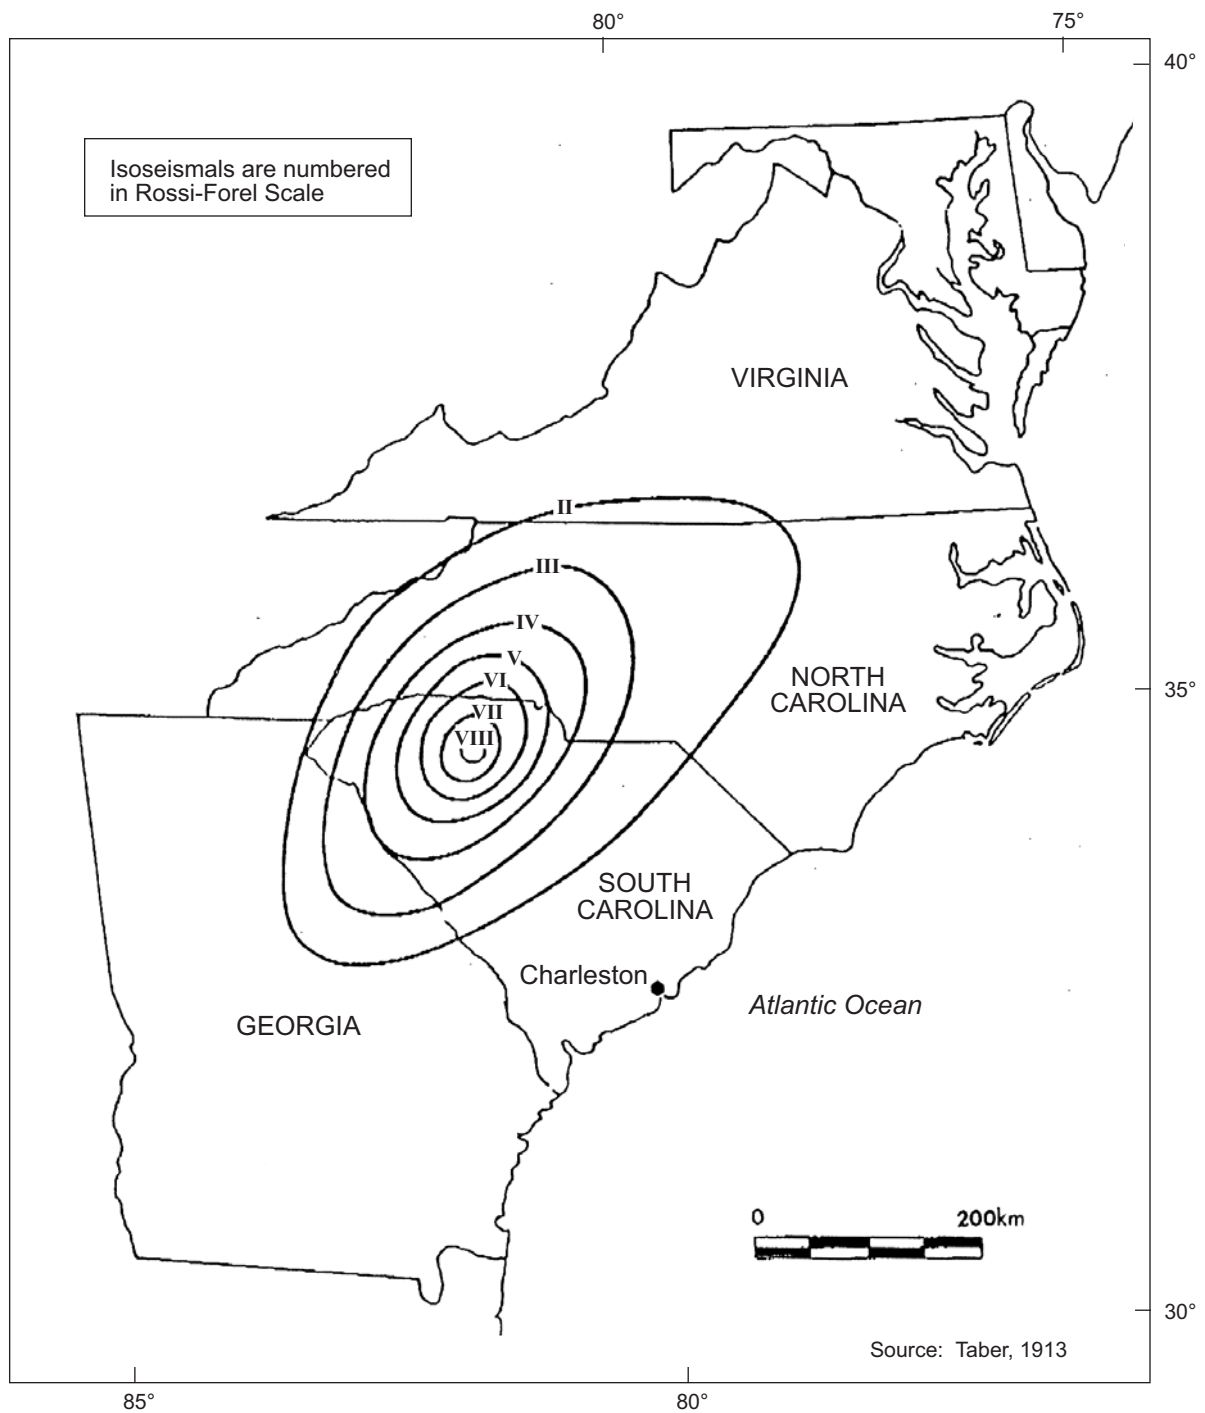 80° 75°
40°
Isoseismals are numbered
in Rossi-Forel Scale
VIRGINIA
II
III
IV
V
VI
VII
VIII
NORTH
CAROLINA
35°
SOUTH
CAROLINA
Charleston
Atlantic Ocean
GEORGIA
0 200km
30°
Source: Taber, 1913
85° 80°